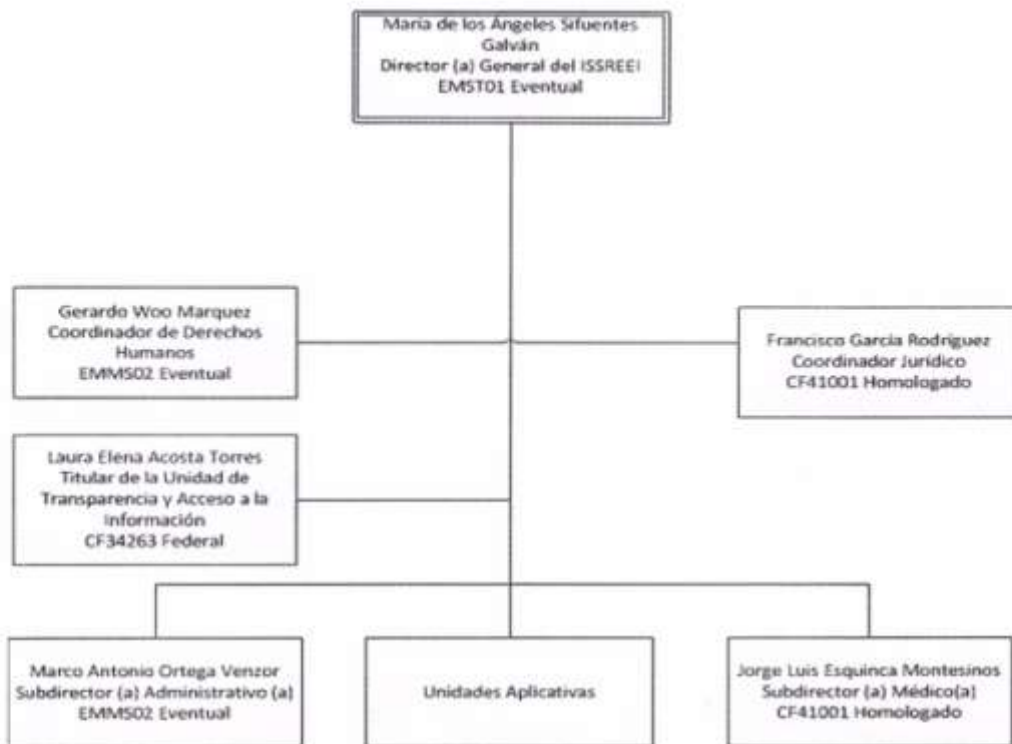 María de los Ángeles Sifuentes
Galván
Director (a) General del ISSREEI
EMST01 Eventual
Gerardo Woo Marquez
Coordinador de Derechos
Humanos
EMMS02 Eventual
Francisco García Rodríguez
Coordinador Jurídico
CF41001 Homologado
Laura Elena Acosta Torres
Titular de la Unidad de
Transparencia y Acceso a la
Información
CF34263 Federal
Marco Antonio Ortega Venzor
Subdirector (a) Administrativo (a)
EMMS02 Eventual
Unidades Aplicativas
Jorge Luis Esquinca Montesinos
Subdirector (a) Médico(a)
CF41001 Homologado